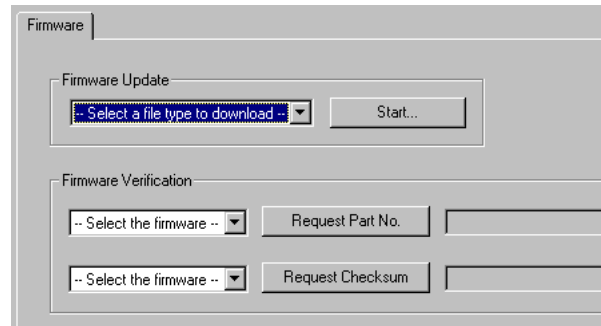 Firmware
Firmware Update
-- Select a file type to download --
Start...
Firmware Verification
-- Select the firmware --
Request Part No.
-- Select the firmware --
Request Checksum